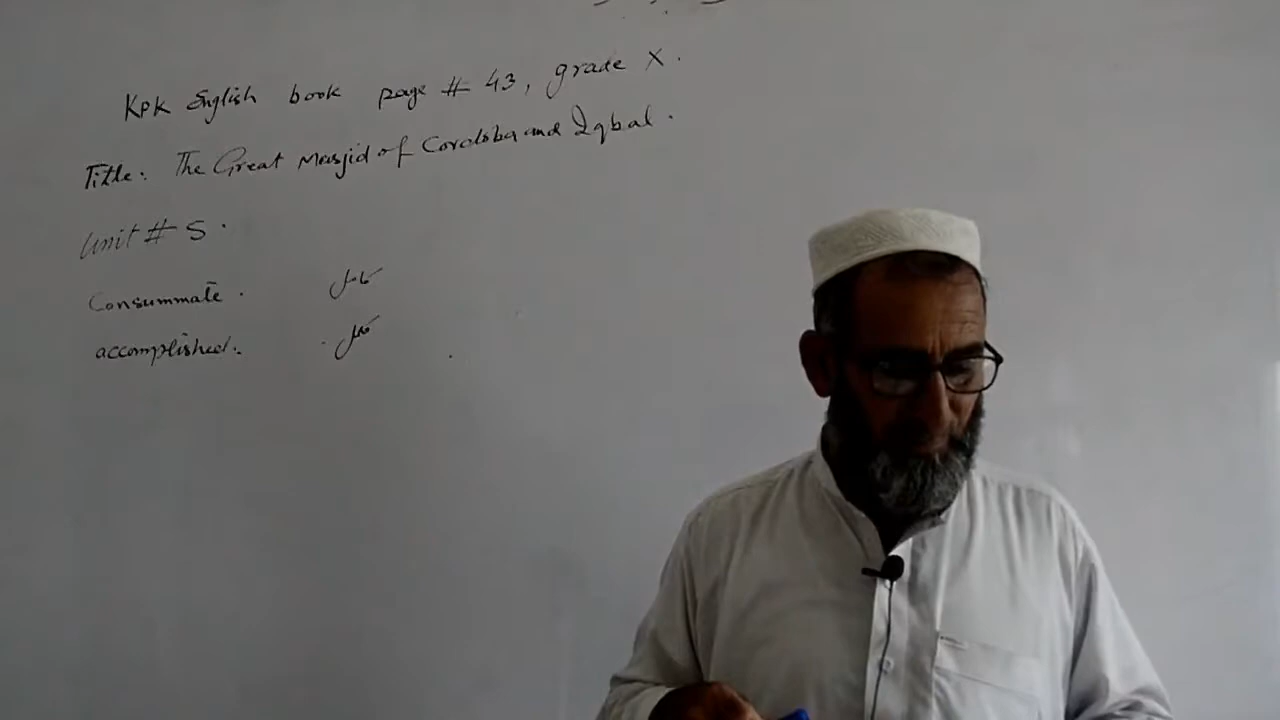 KPK English book page # 43, grade X.
Title: The Great Masjid of Cordoba and Iqbal.
Unit # 5.
Consummate. کامل
accomplished. مکمل